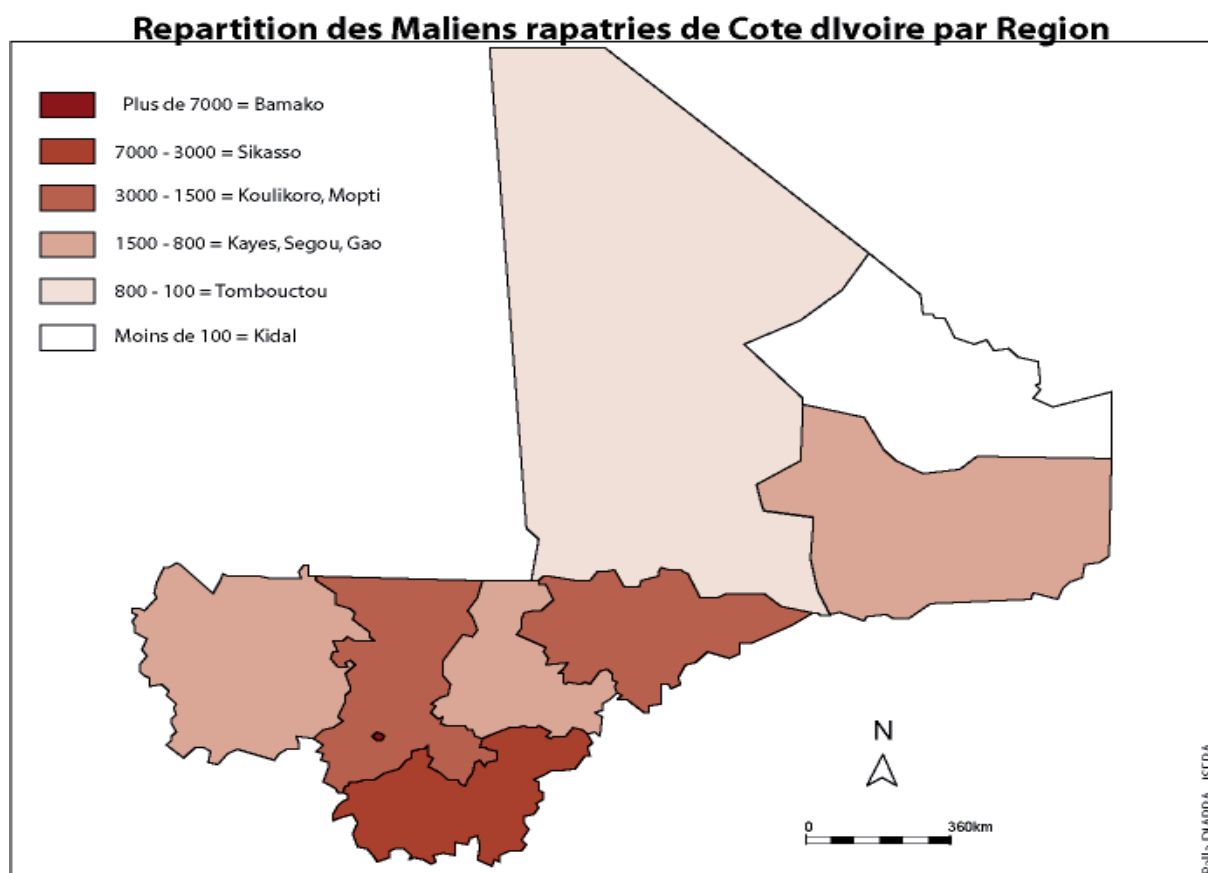 Repartition des Maliens rapatries de Cote dIvoire par Region
Plus de 7000 = Bamako
7000 - 3000 = Sikasso
3000 - 1500 = Koulikoro, Mopti
1500 - 800 = Kayes, Segou, Gao
800 - 100 = Tombouctou
Moins de 100 = Kidal
N
0 360km